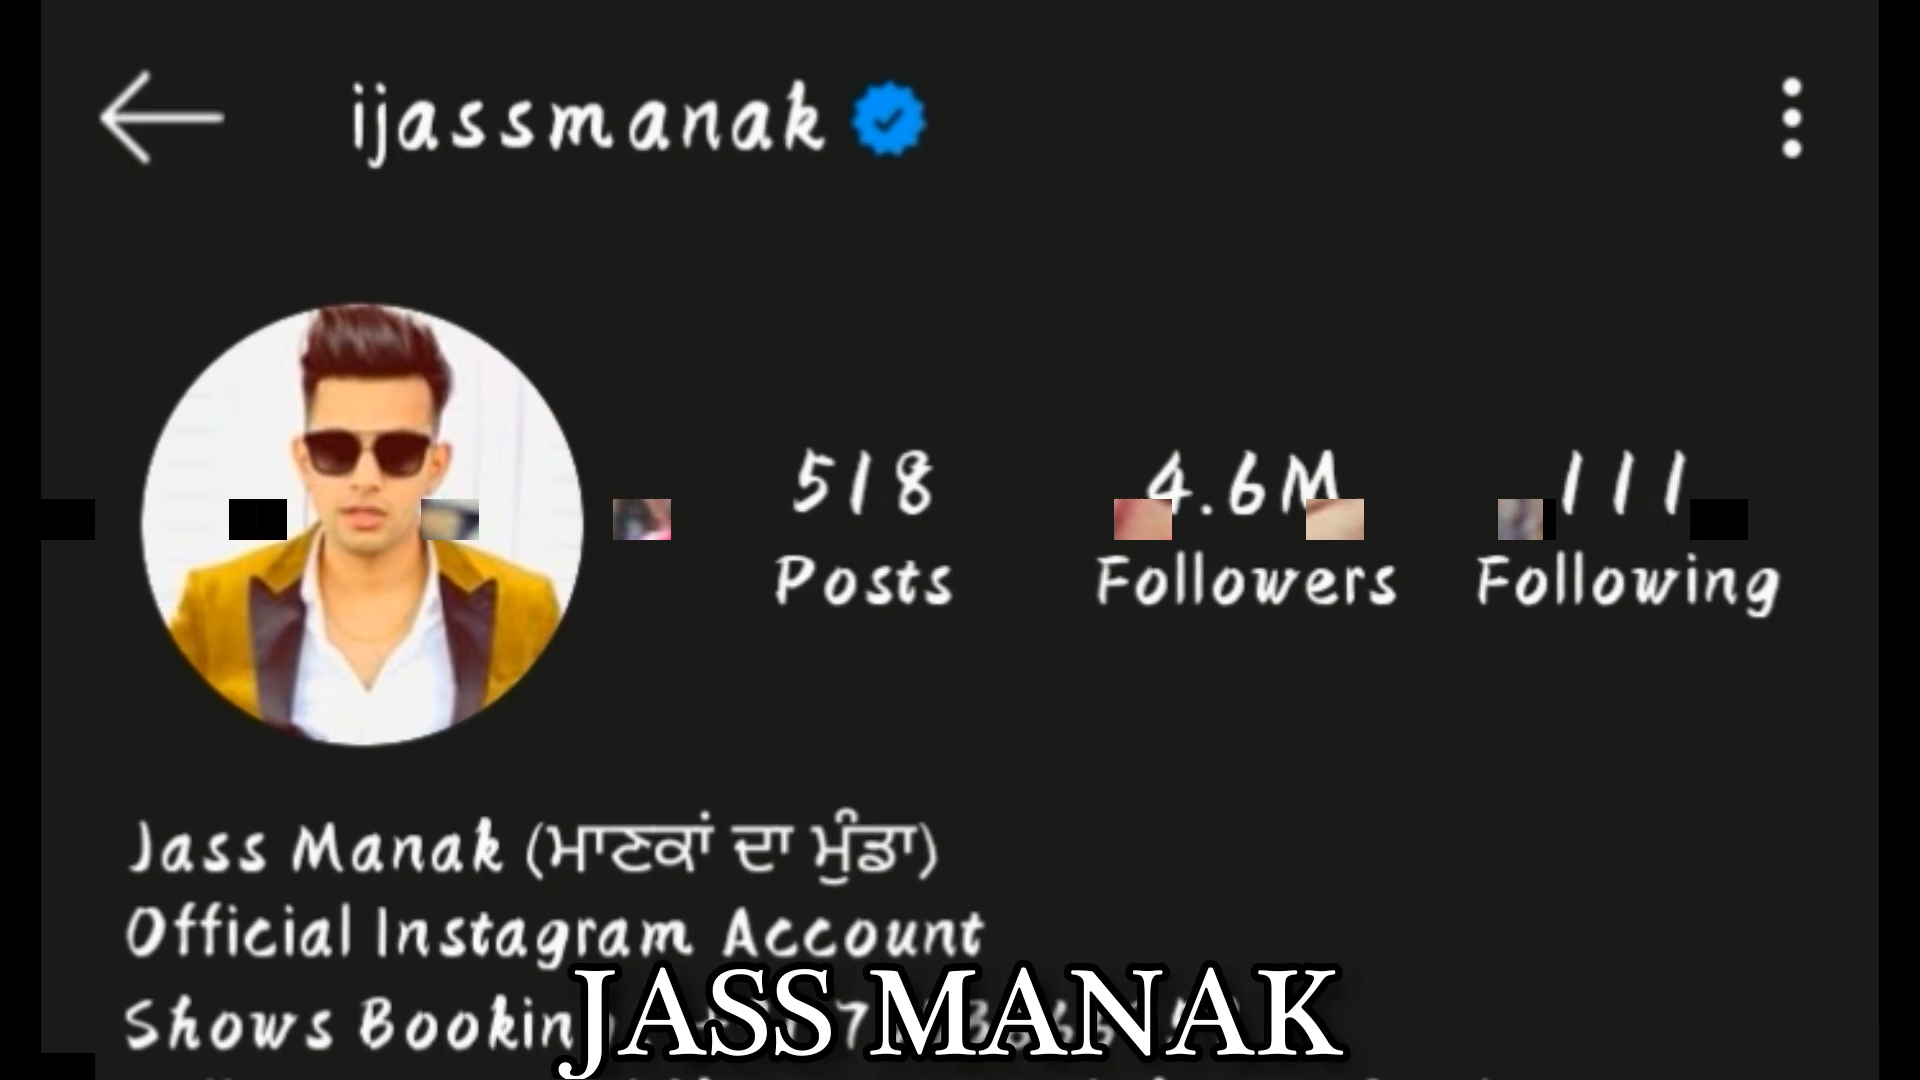 ijassmanak
518 4.6M 111
Posts Followers Following
Jass Manak (ਮਾਣਕਾਂ ਦਾ ਮੁੰਡਾ)
Official Instagram Account
Shows Bookin
JASS MANAK